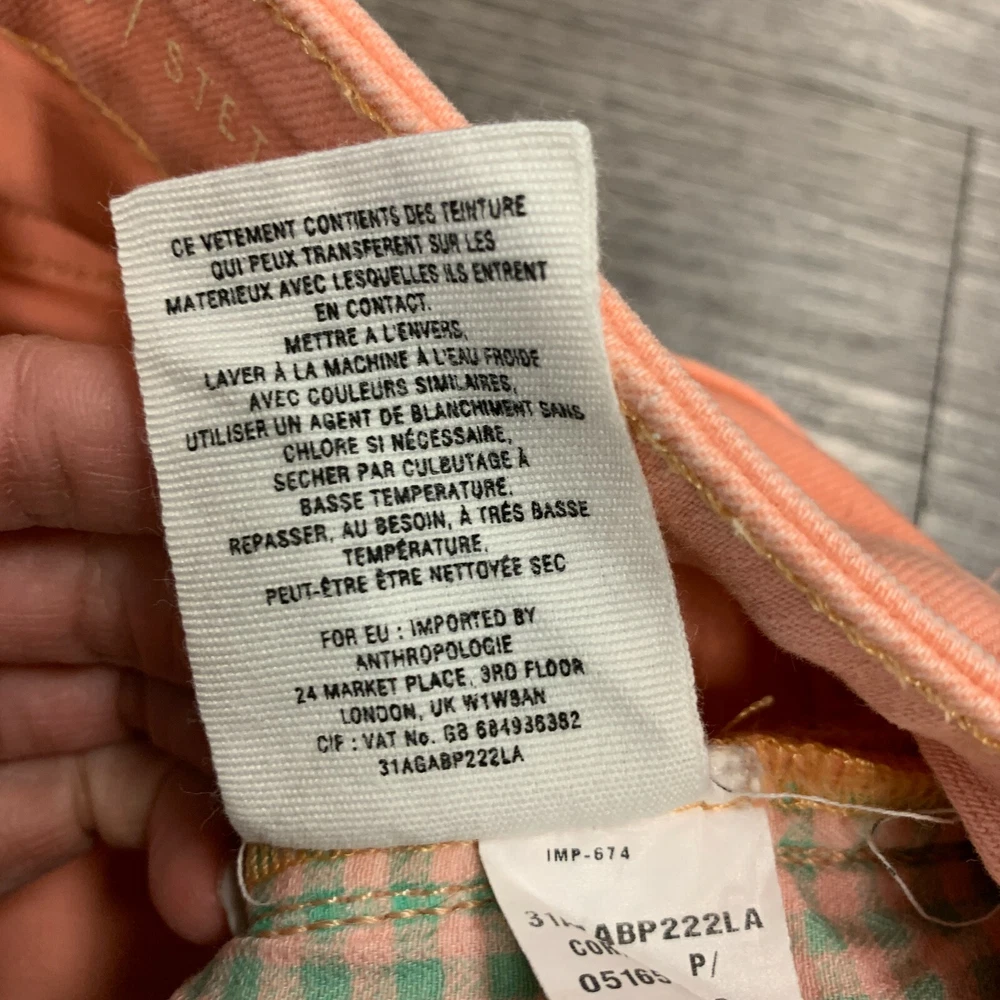 STET
CE VETEMENT CONTIENTS DES TEINTURE
QUI PEUX TRANSFERENT SUR LES
MATERIEUX AVEC LESQUELLES ILS ENTRENT
EN CONTACT.
METTRE A L'ENVERS,
LAVER À LA MACHINE À L'EAU FROIDE
AVEC COULEURS SIMILAIRES,
UTILISER UN AGENT DE BLANCHIMENT SANS
CHLORE SI NÉCESSAIRE,
SECHER PAR CULBUTAGE À
BASSE TEMPERATURE.
REPASSER, AU BESOIN, À TRÉS BASSE
TEMPÉRATURE,
PEUT-ÊTRE ÊTRE NETTOYÉE SEC
FOR EU : IMPORTED BY
ANTHROPOLOGIE
24 MARKET PLACE, 3RD FLOOR
LONDON, UK W1W8AN
CIF : VAT No. GB 684936382
31AGABP222LA
IMP-674
ABP222LA
P/